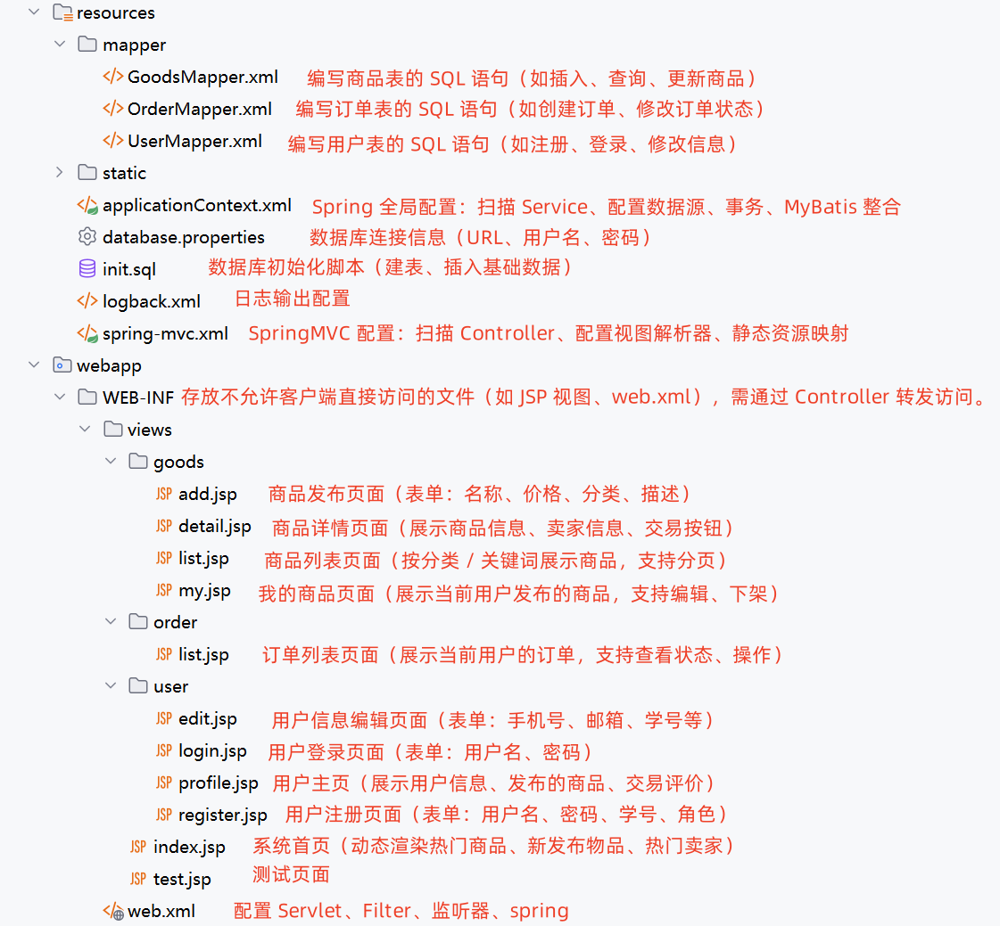 resources
mapper
GoodsMapper.xml 编写商品表的 SQL 语句（如插入、查询、更新商品）
OrderMapper.xml 编写订单表的 SQL 语句（如创建订单、修改订单状态）
UserMapper.xml 编写用户表的 SQL 语句（如注册、登录、修改信息）
static
applicationContext.xml Spring 全局配置：扫描 Service、配置数据源、事务、MyBatis 整合
database.properties 数据库连接信息（URL、用户名、密码）
init.sql 数据库初始化脚本（建表、插入基础数据）
logback.xml 日志输出配置
spring-mvc.xml SpringMVC 配置：扫描 Controller、配置视图解析器、静态资源映射
webapp
WEB-INF 存放不允许客户端直接访问的文件（如 JSP 视图、web.xml），需通过 Controller 转发访问。
views
goods
JSP add.jsp 商品发布页面（表单：名称、价格、分类、描述）
JSP detail.jsp 商品详情页面（展示商品信息、卖家信息、交易按钮）
JSP list.jsp 商品列表页面（按分类 / 关键词展示商品，支持分页）
JSP my.jsp 我的商品页面（展示当前用户发布的商品，支持编辑、下架）
order
JSP list.jsp 订单列表页面（展示当前用户的订单，支持查看状态、操作）
user
JSP edit.jsp 用户信息编辑页面（表单：手机号、邮箱、学号等）
JSP login.jsp 用户登录页面（表单：用户名、密码）
JSP profile.jsp 用户主页（展示用户信息、发布的商品、交易评价）
JSP register.jsp 用户注册页面（表单：用户名、密码、学号、角色）
JSP index.jsp 系统首页（动态渲染热门商品、新发布物品、热门卖家）
JSP test.jsp 测试页面
web.xml 配置 Servlet、Filter、监听器、spring